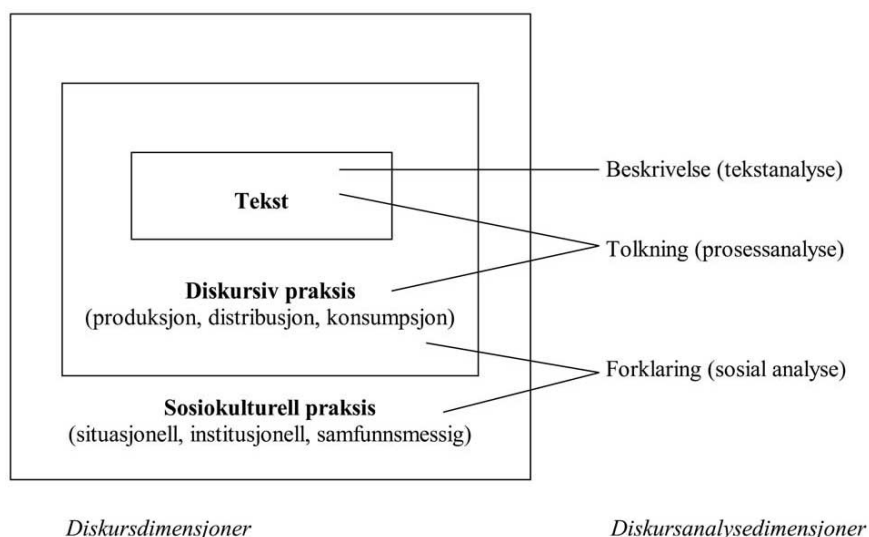 Beskrivelse (tekstanalyse)
Tekst
Tolkning (prosessanalyse)
Diskursiv praksis
(produksjon, distribusjon, konsumpsjon)
Forklaring (sosial analyse)
Sosiokulturell praksis
(situasjonell, institusjonell, samfunnsmessig)
Diskursdimensjoner
Diskursanalysedimensjoner